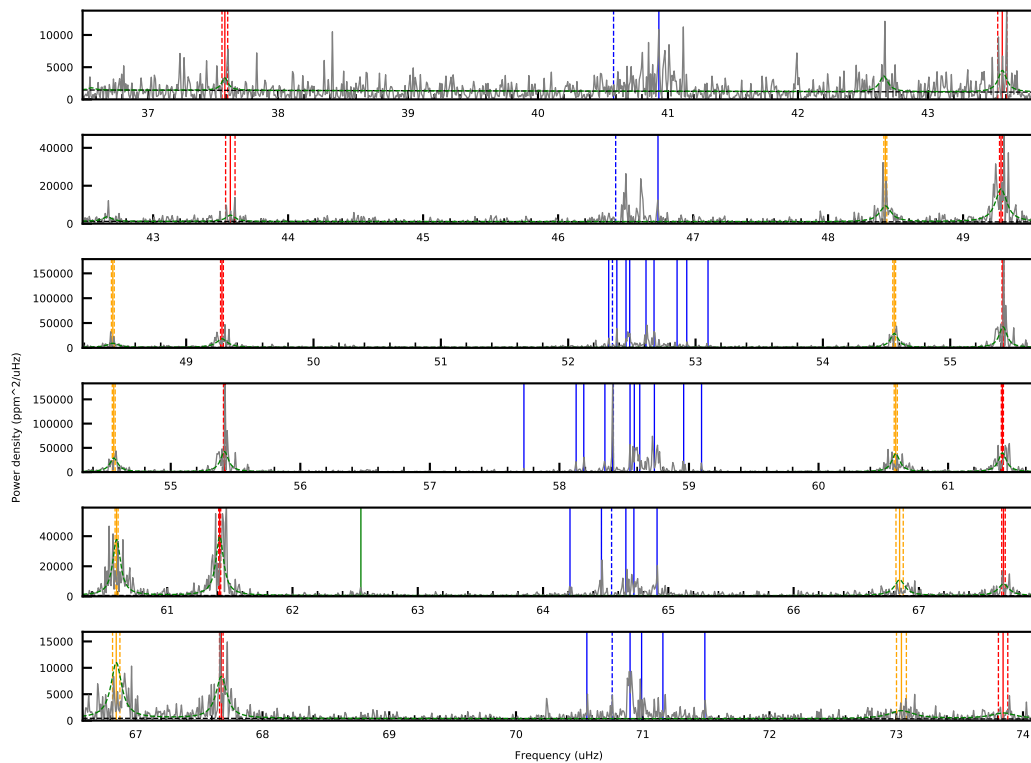 10000
5000
0
37 38 39 40 41 42 43
40000
20000
0
43 44 45 46 47 48 49
150000
100000
50000
0
49 50 51 52 53 54 55
150000
100000
50000
0
55 56 57 58 59 60 61
40000
20000
0
61 62 63 64 65 66 67
15000
10000
5000
0
67 68 69 70 71 72 73 74
Power density (ppm^2/uHz)
Frequency (uHz)